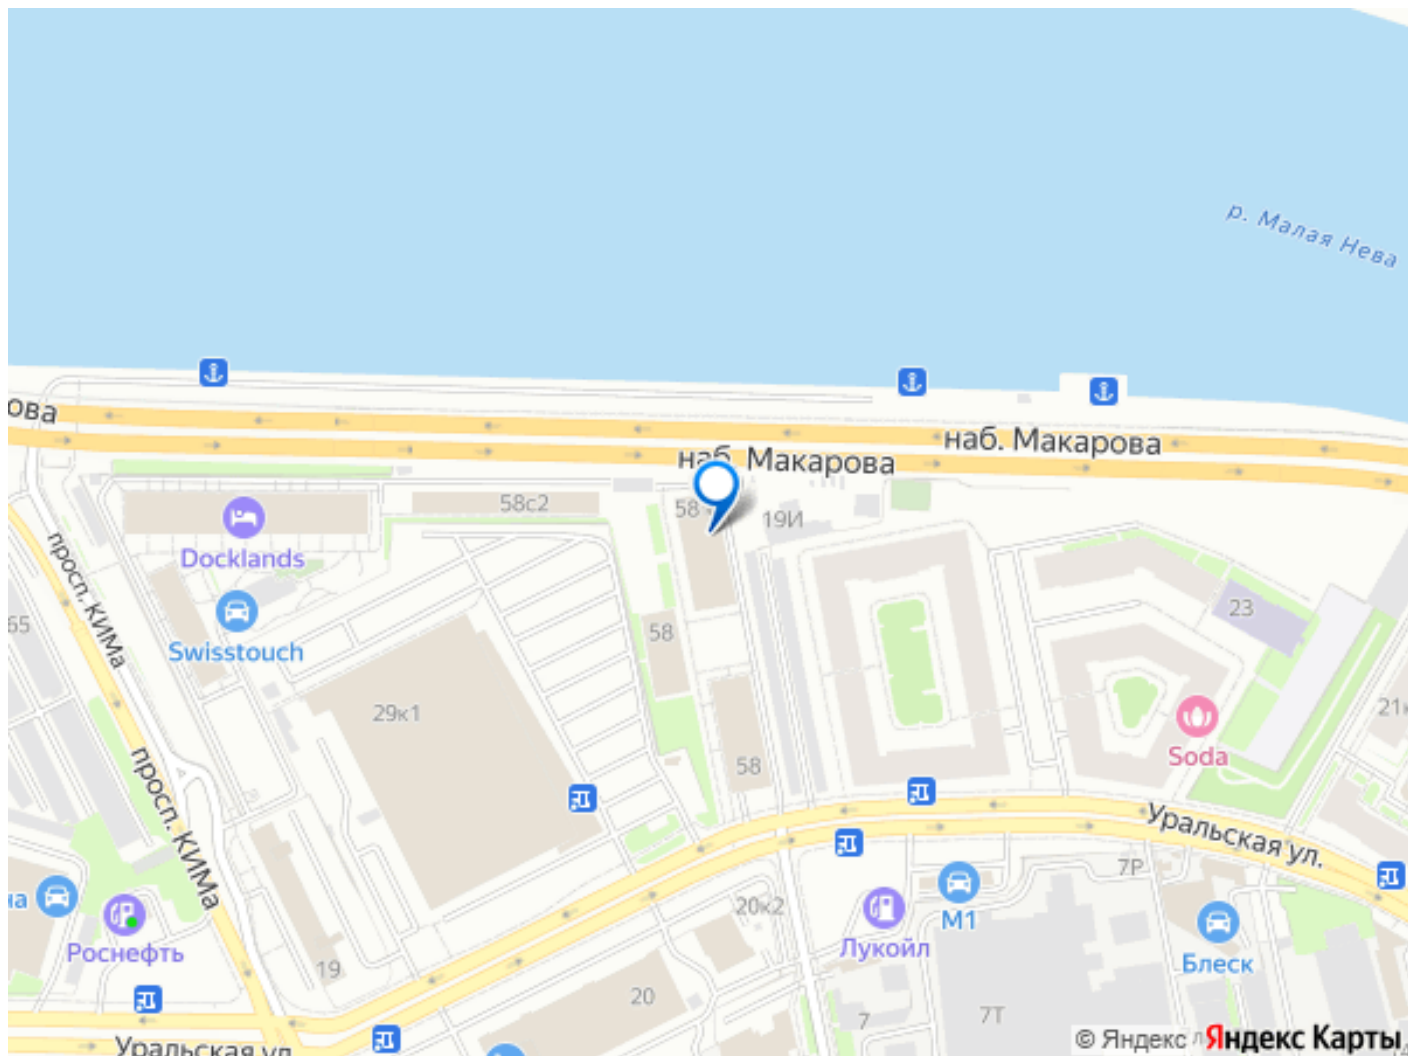 р. Малая Нева
ова
наб. Макарова
наб. Макарова
58с2
58
19И
Docklands
просп. КИМа
Swisstouch
65
58
23
29к1
21к
Soda
58
просп. КИМа
Уральская ул.
7Р
на
20к2
М1
Роснефть
Лукойл
Блеск
19
20
7
7Т
Уральская ул.
© Яндекс
Яндекс Карты